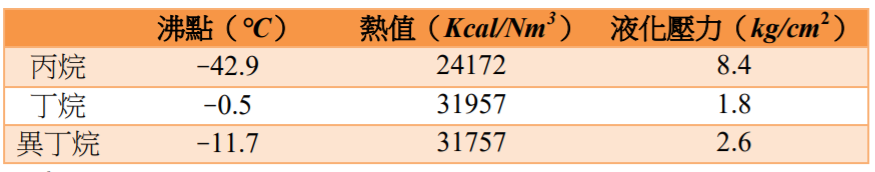 沸點（℃） 熱值（Kcal/Nm³） 液化壓力（kg/cm²）
丙烷 −42.9 24172 8.4
丁烷 −0.5 31957 1.8
異丁烷 −11.7 31757 2.6